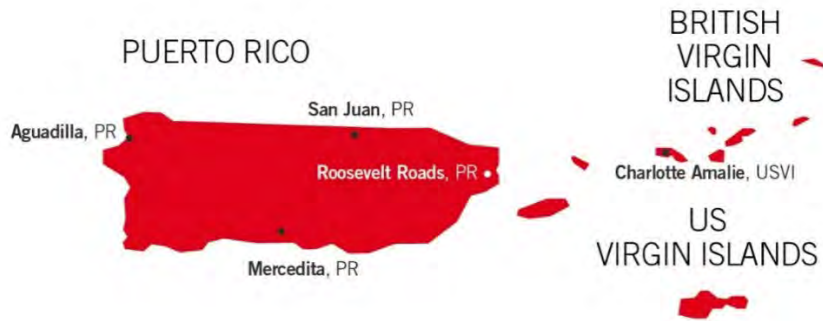 PUERTO RICO
BRITISH
VIRGIN
ISLANDS
San Juan, PR
Aguadilla, PR
Roosevelt Roads, PR
Charlotte Amalie, USVI
US
VIRGIN ISLANDS
Mercedita, PR